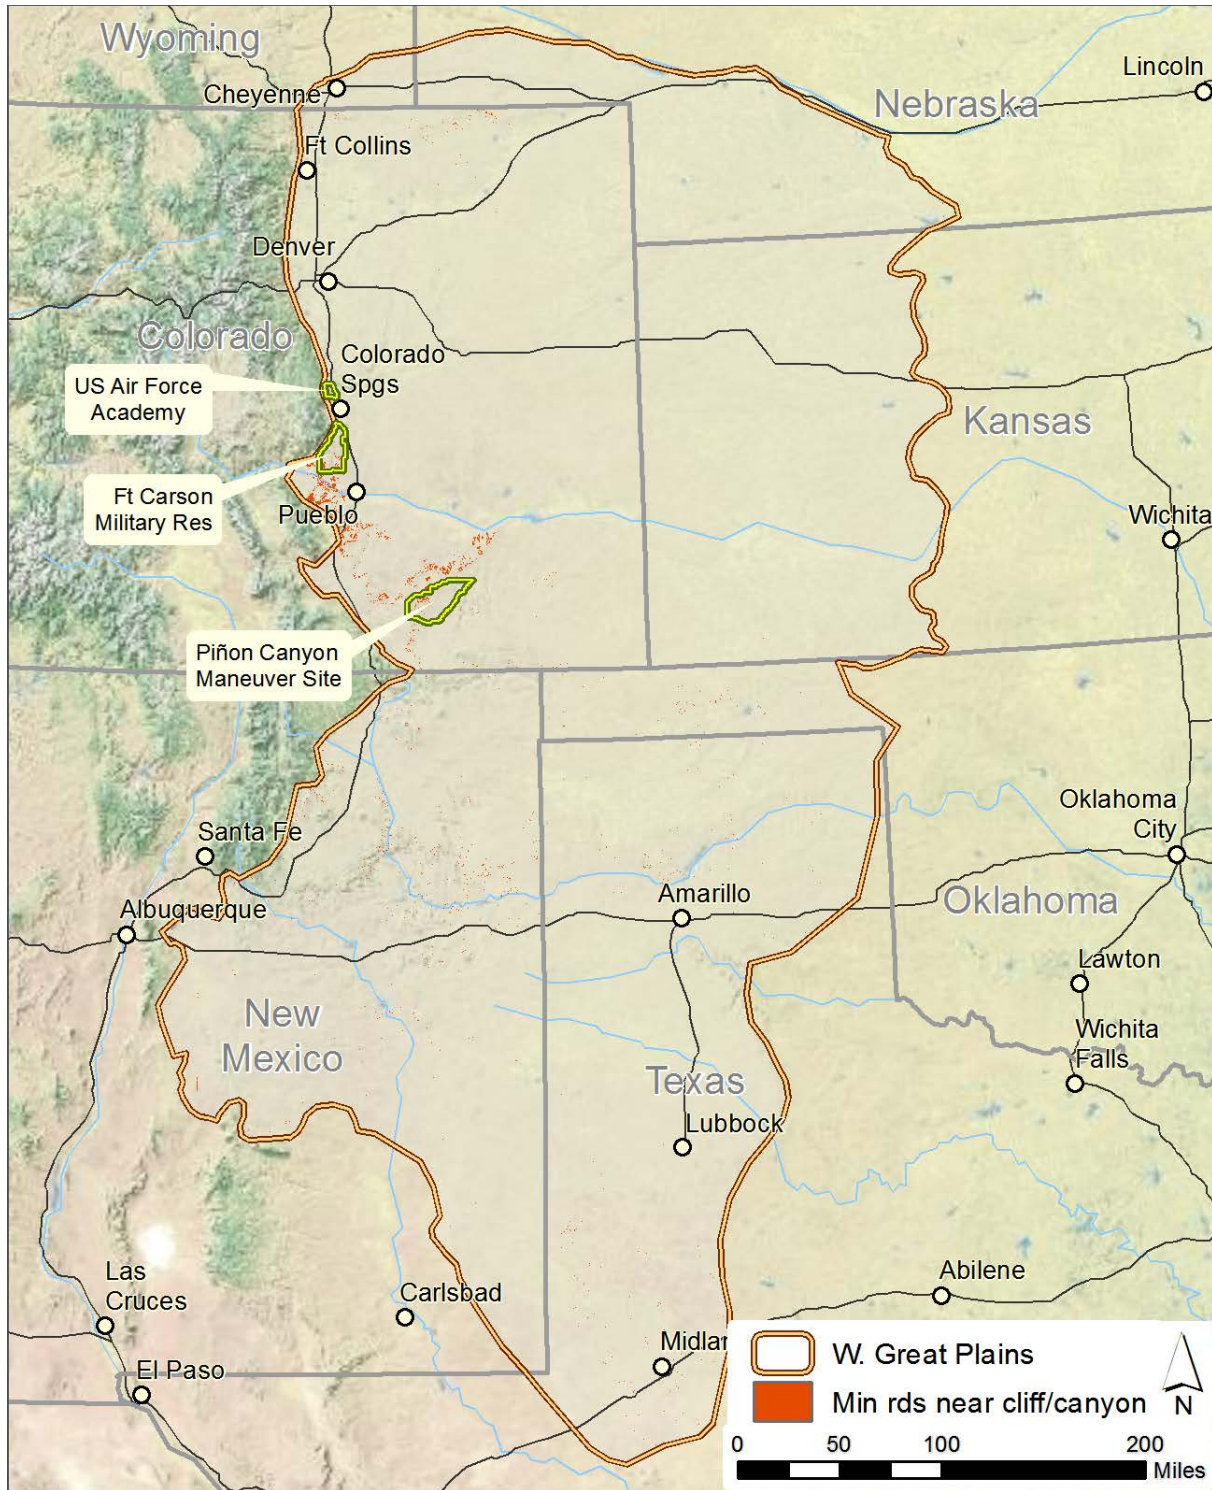 Wyoming
Lincoln
Cheyenne
Nebraska
Ft Collins
Denver
Colorado
Colorado
Spgs
US Air Force
Academy
Kansas
Ft Carson
Military Res
Pueblo
Wichita
Piñon Canyon
Maneuver Site
Oklahoma
City
Santa Fe
Amarillo
Oklahoma
Albuquerque
Lawton
New
Mexico
Wichita
Falls
Texas
Lubbock
Abilene
Las
Cruces
Carlsbad
Midlar
El Paso
W. Great Plains
Min rds near cliff/canyon
N
0 50 100 200
Miles